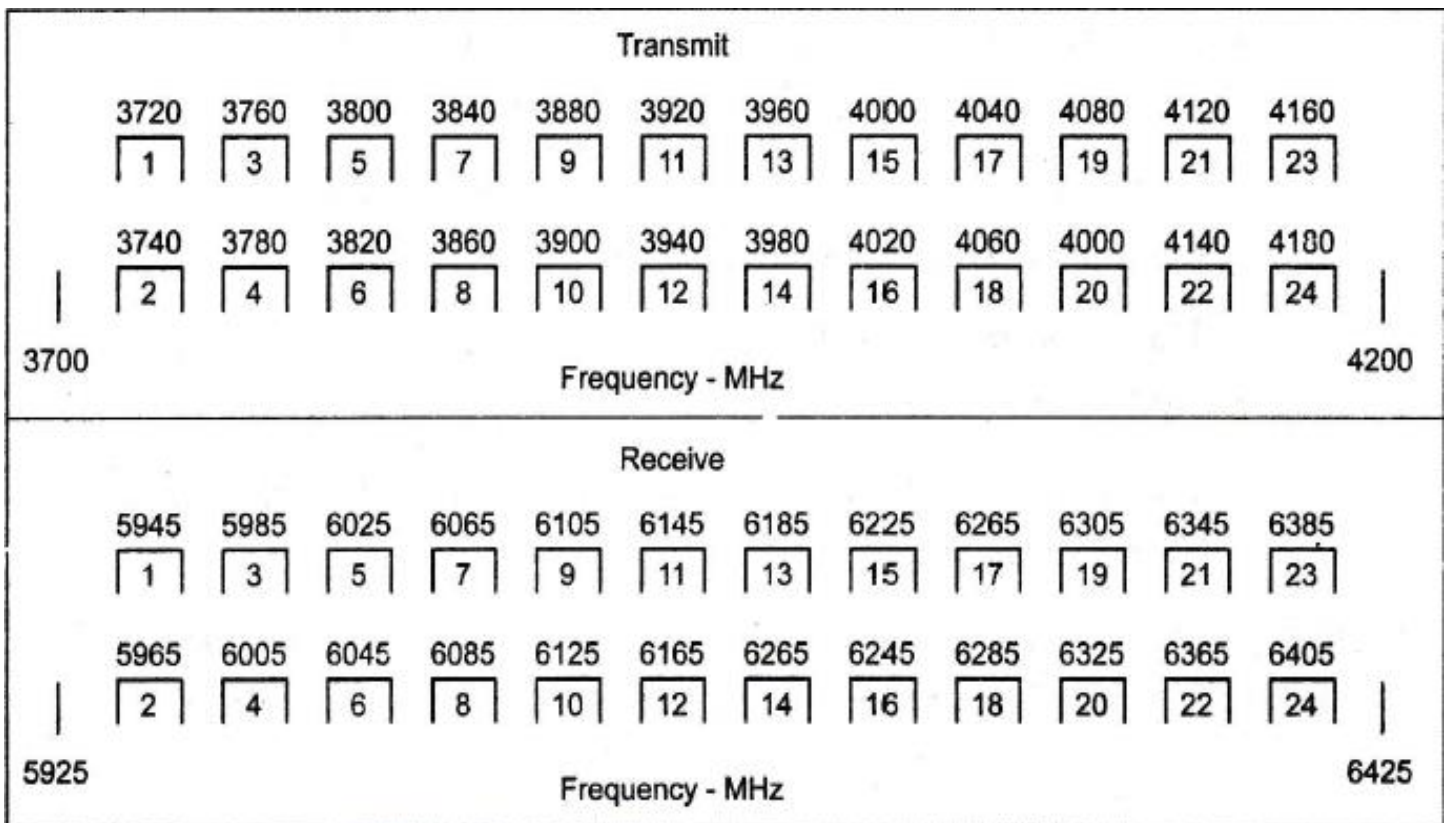 Transmit
3720 3760 3800 3840 3880 3920 3960 4000 4040 4080 4120 4160
1 3 5 7 9 11 13 15 17 19 21 23
3740 3780 3820 3860 3900 3940 3980 4020 4060 4000 4140 4180
2 4 6 8 10 12 14 16 18 20 22 24
3700 4200
Frequency - MHz
Receive
5945 5985 6025 6065 6105 6145 6185 6225 6265 6305 6345 6385
1 3 5 7 9 11 13 15 17 19 21 23
5965 6005 6045 6085 6125 6165 6265 6245 6285 6325 6365 6405
2 4 6 8 10 12 14 16 18 20 22 24
5925 6425
Frequency - MHz